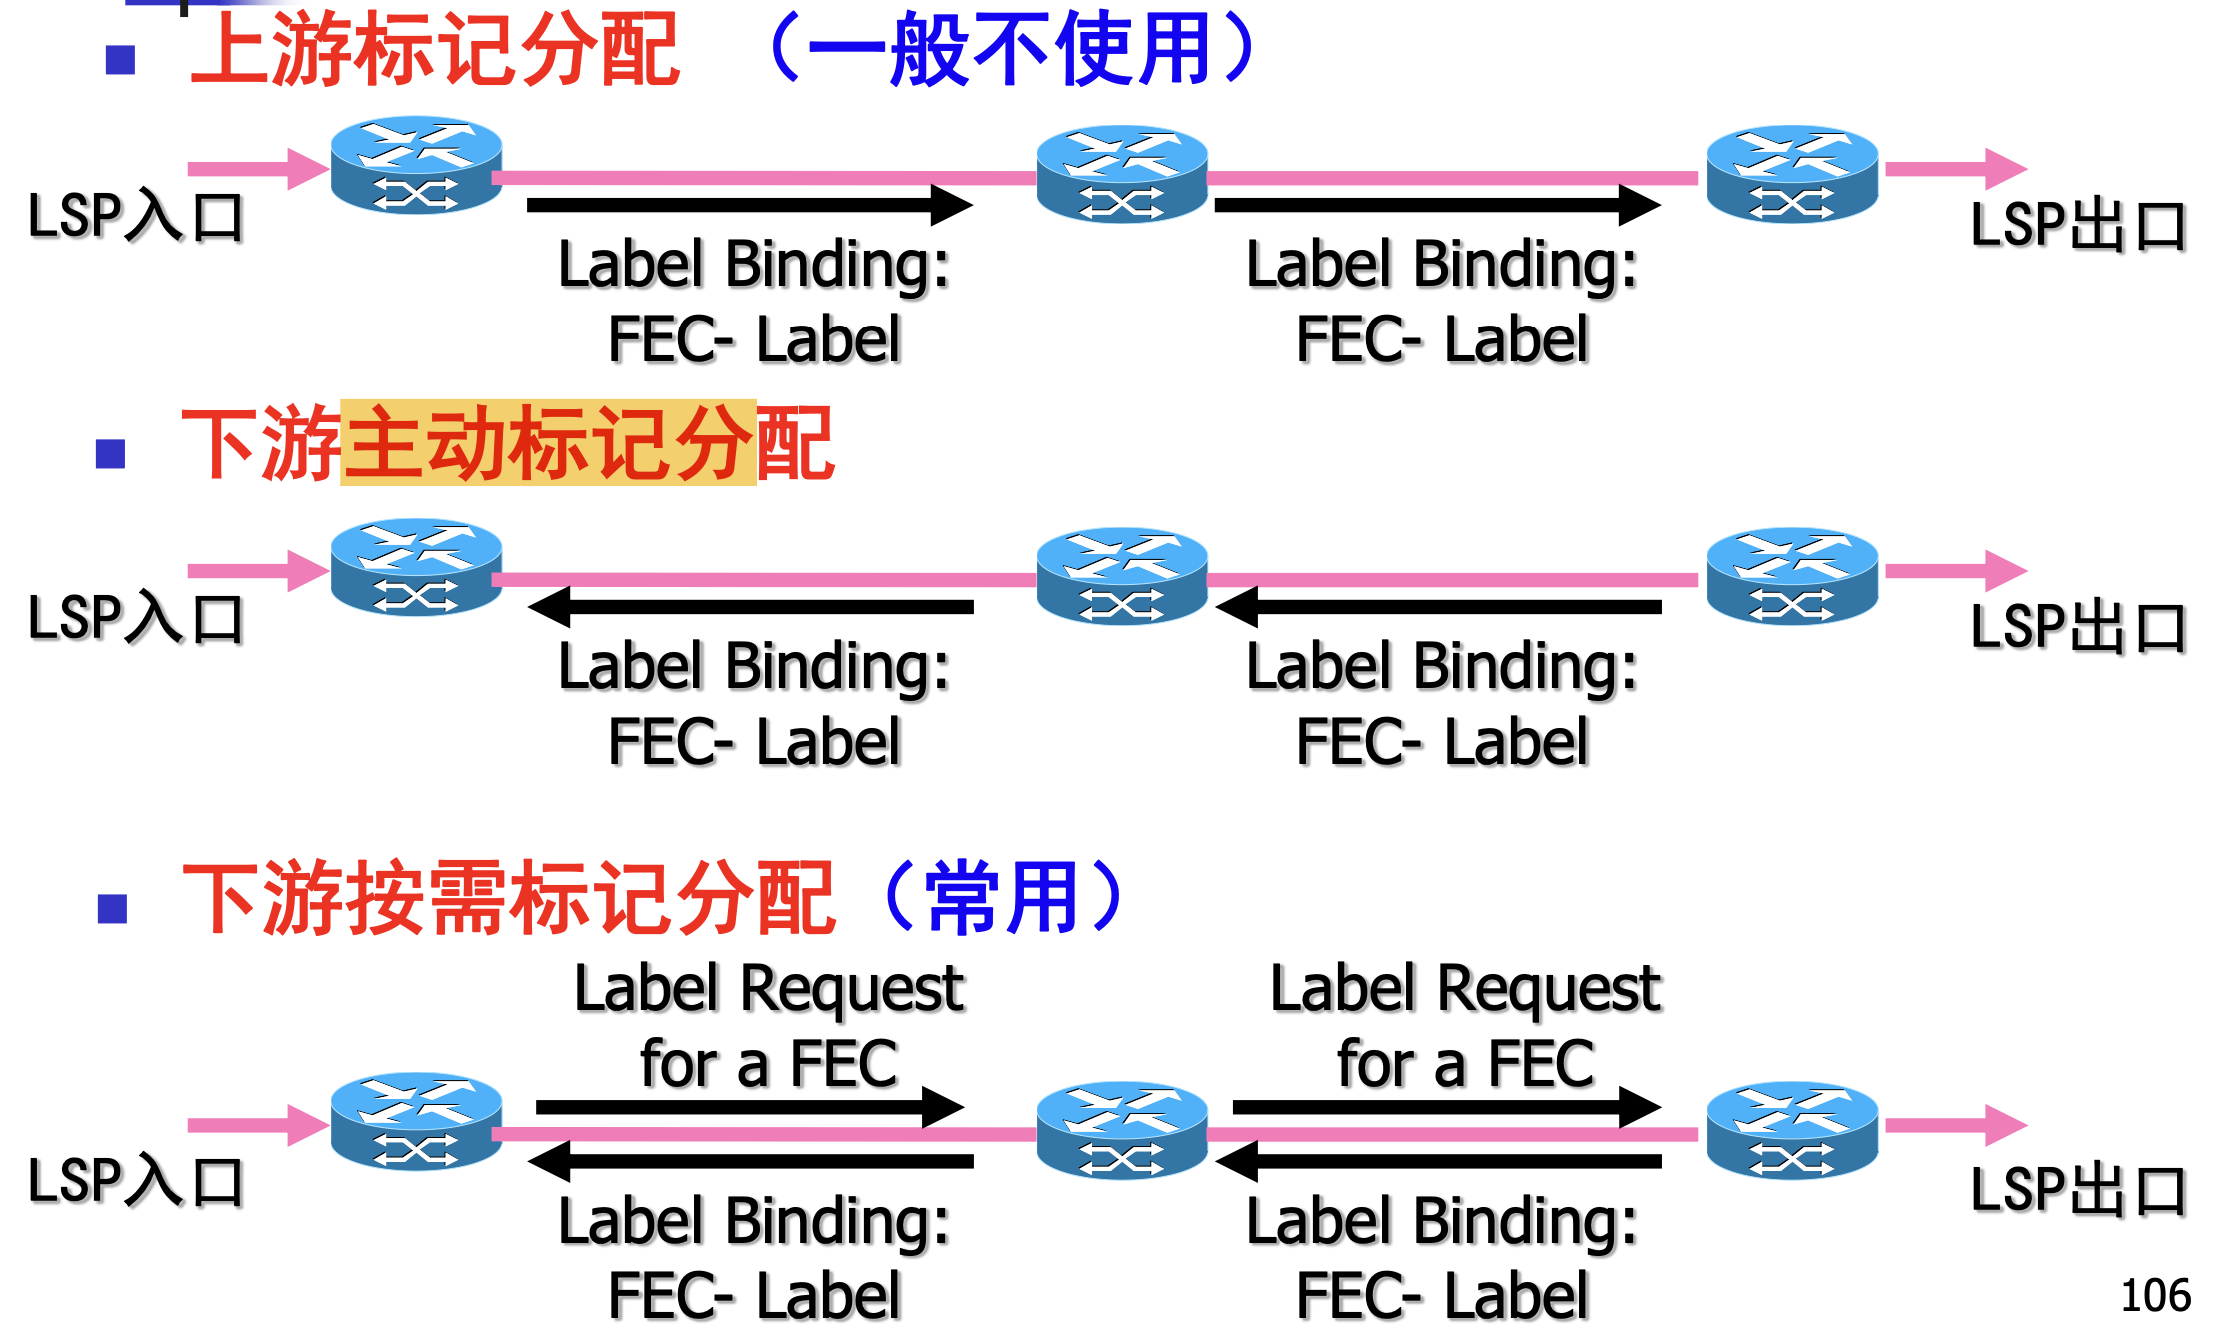 上游标记分配 （一般不使用）
LSP入口
LSP出口
Label Binding:
FEC- Label
Label Binding:
FEC- Label
下游主动标记分配
LSP入口
LSP出口
Label Binding:
FEC- Label
Label Binding:
FEC- Label
下游按需标记分配（常用）
Label Request
for a FEC
Label Request
for a FEC
LSP入口
LSP出口
Label Binding:
FEC- Label
Label Binding:
FEC- Label
106